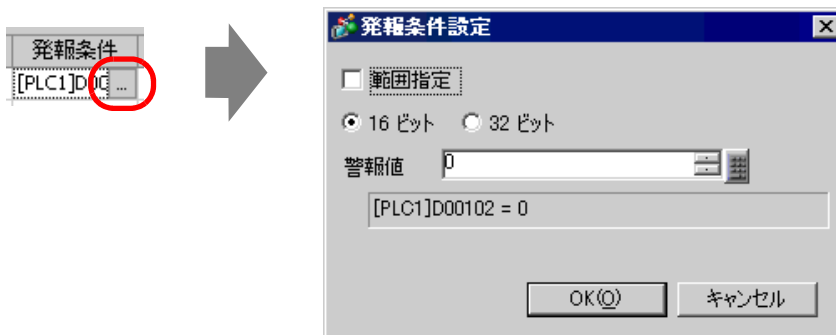 発報条件
[PLC1]D00 ...
発報条件設定
範囲指定
16 ビット 32 ビット
警報値 0
[PLC1]D00102 = 0
OK(O) キャンセル